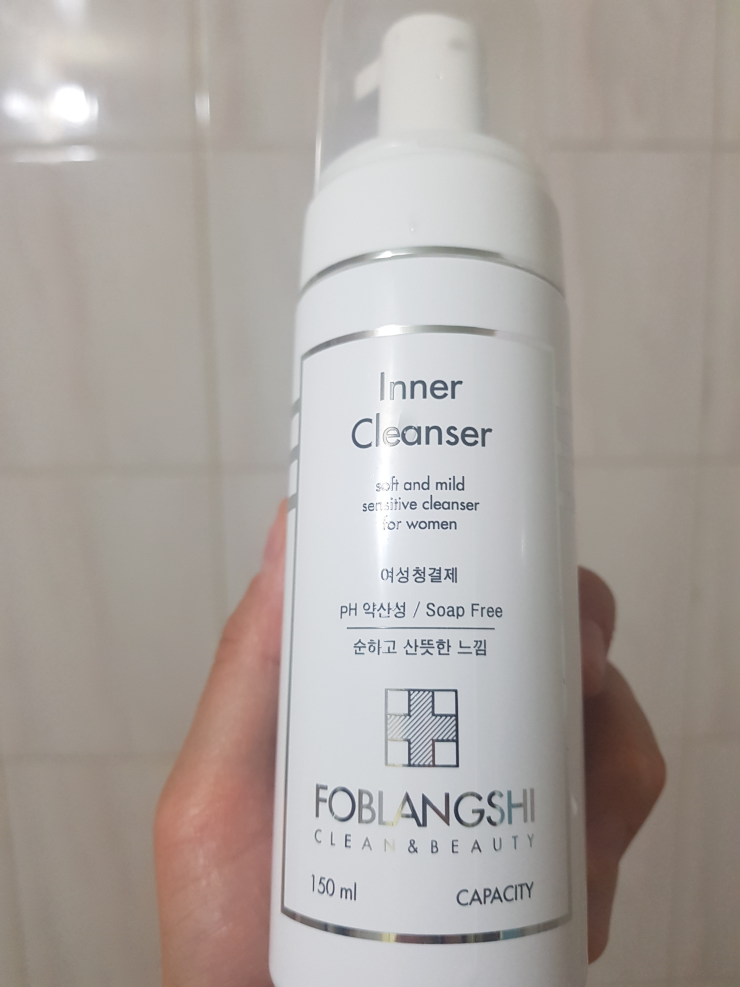 Inner
Cleanser
soft and mild
sensitive cleanser
for women
여성청결제
pH 약산성 / Soap Free
순하고 산뜻한 느낌
FOBLANGSHI
CLEAN & BEAUTY
150 ml
CAPACITY